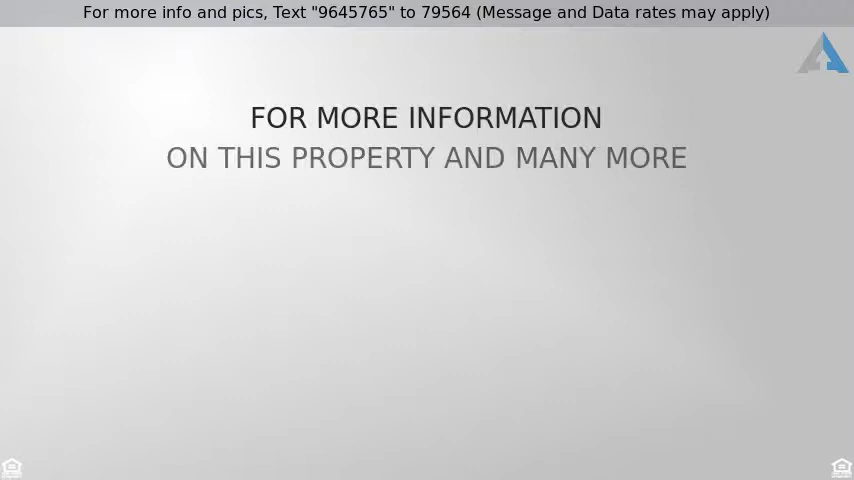 For more info and pics, Text "9645765" to 79564 (Message and Data rates may apply)
FOR MORE INFORMATION
ON THIS PROPERTY AND MANY MORE